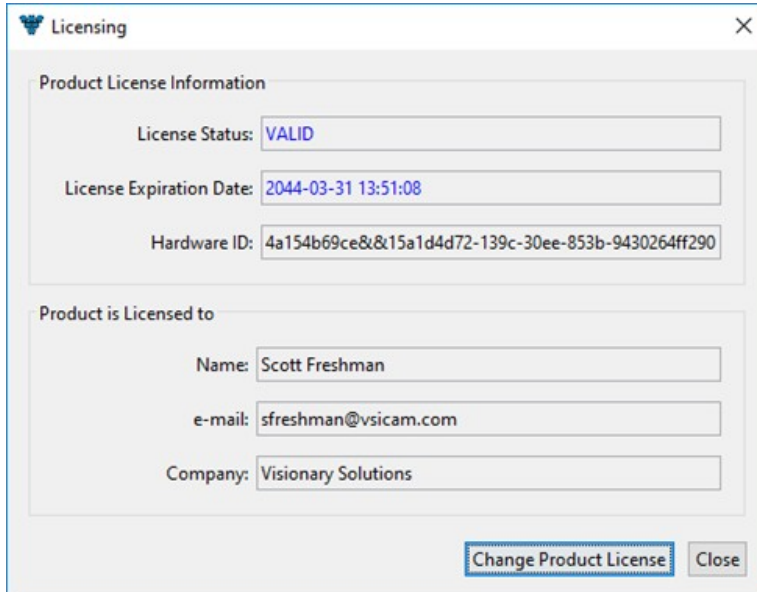 Licensing
Product License Information
License Status: VALID
License Expiration Date: 2044-03-31 13:51:08
Hardware ID: 4a154b69ce&&15a1d4d72-139c-30ee-853b-9430264ff290
Product is Licensed to
Name: Scott Freshman
e-mail: sfreshman@vsicam.com
Company: Visionary Solutions
Change Product License Close